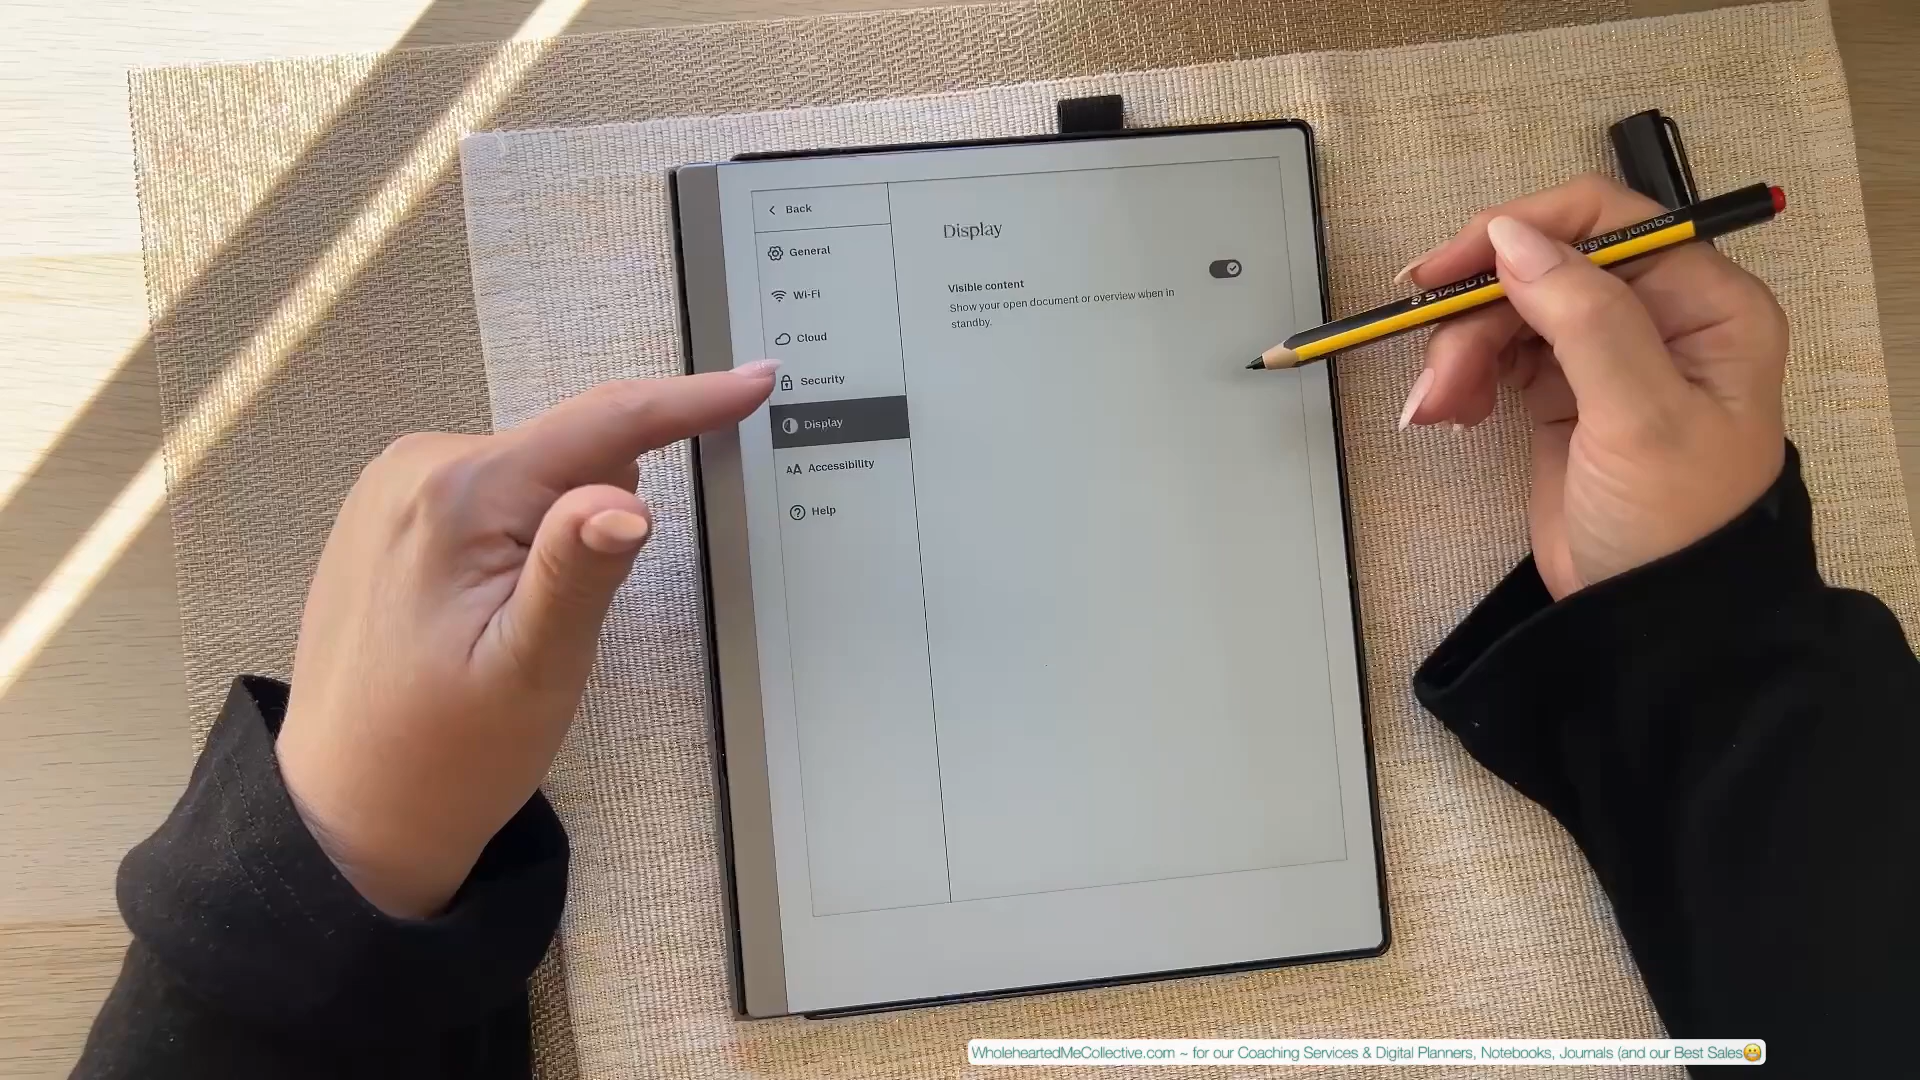 Back
General
Wi-Fi
Cloud
Security
Display
Accessibility
Help
Display
Visible content
Show your open document or overview when in
standby.
digital jumbo
WholeheartedMeCollective.com ~ for our Coaching Services & Digital Planners, Notebooks, Journals (and our Best Sales😬